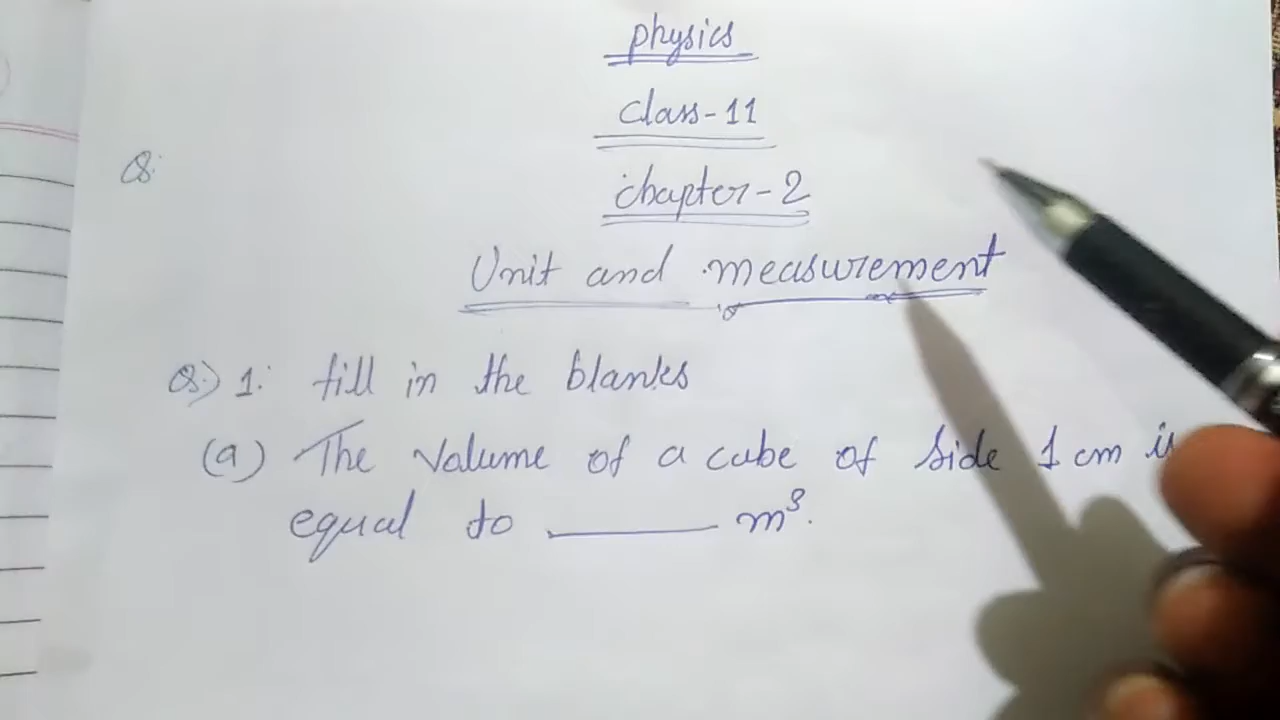 physics
Class-11
Chapter-2
Q.
Unit and measurement
Q.) 1. fill in the blanks
(a) The Volume of a cube of side 1 cm is
equal to ______ m³.